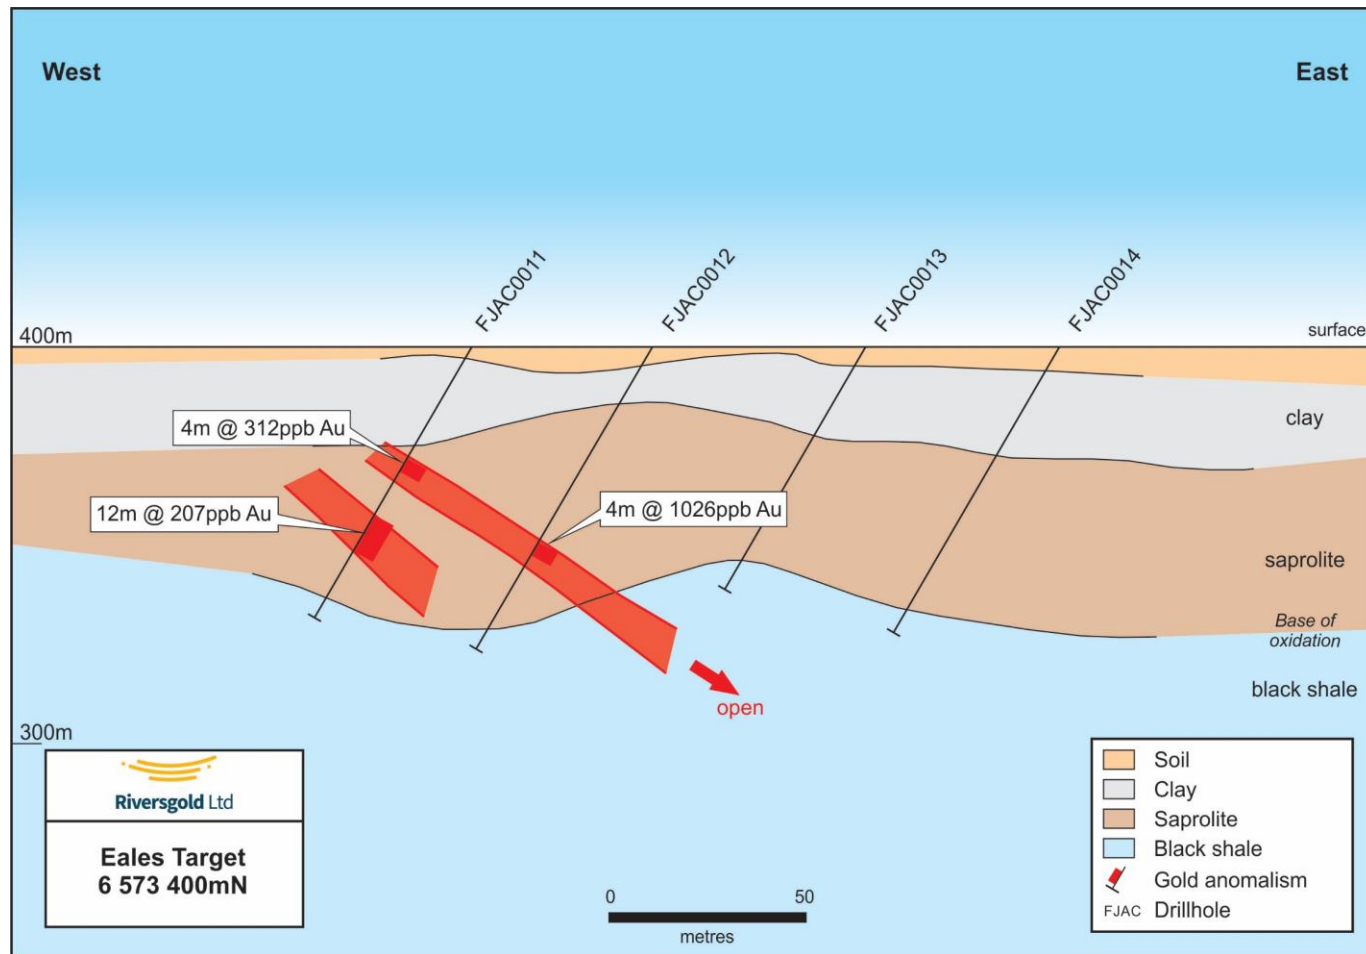 West
East
FJAC0011
FJAC0012
FJAC0013
FJAC0014
400m
surface
4m @ 312ppb Au
clay
12m @ 207ppb Au
4m @ 1026ppb Au
saprolite
Base of
oxidation
black shale
open
300m
Riversgold Ltd
Eales Target
6 573 400mN
0
50
metres
Soil
Clay
Saprolite
Black shale
Gold anomalism
FJAC Drillhole